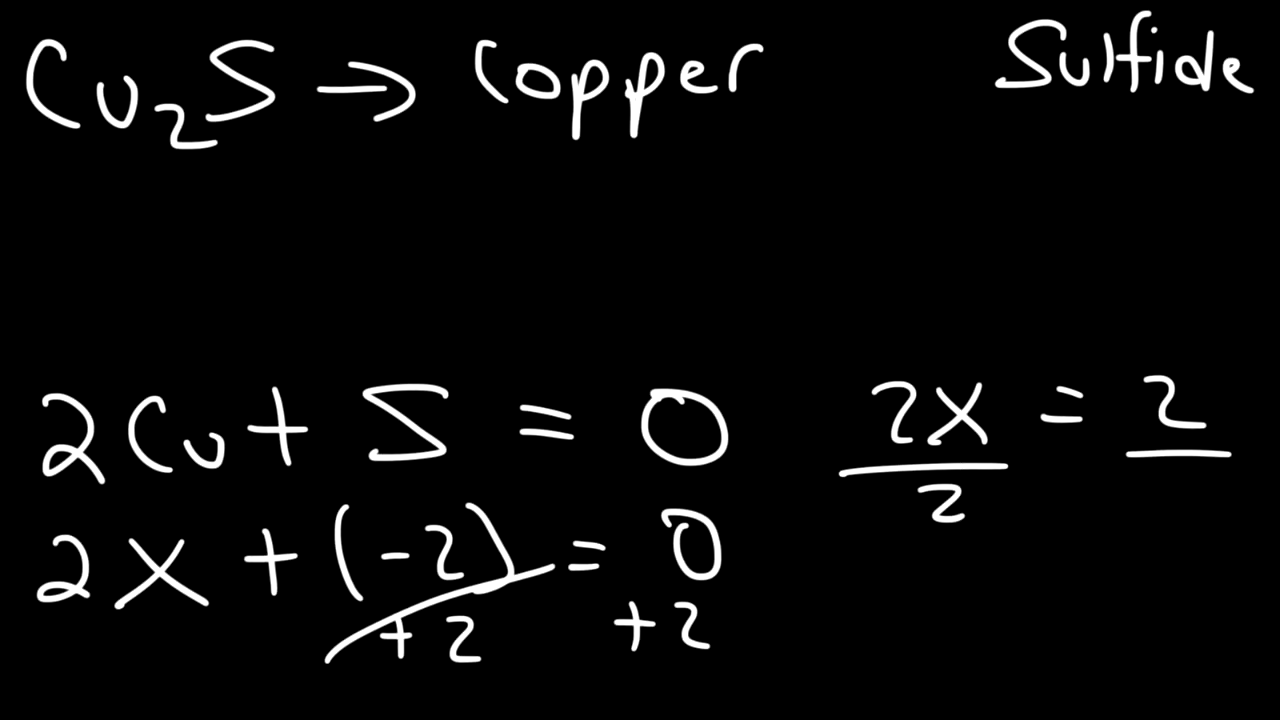 Cu₂S → Copper Sulfide
2Cu + S = 0
2x + (-2) = 0
+2 +2
2x = 2
2